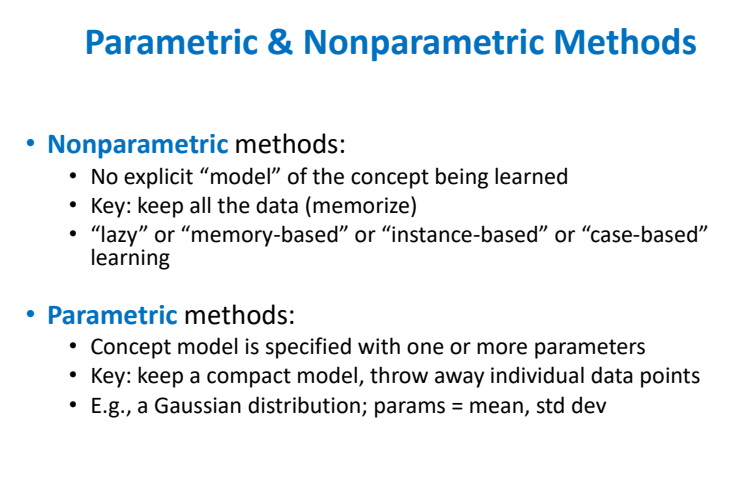 Parametric & Nonparametric Methods
• Nonparametric methods:
• No explicit “model” of the concept being learned
• Key: keep all the data (memorize)
• “lazy” or “memory-based” or “instance-based” or “case-based”
learning
• Parametric methods:
• Concept model is specified with one or more parameters
• Key: keep a compact model, throw away individual data points
• E.g., a Gaussian distribution; params = mean, std dev